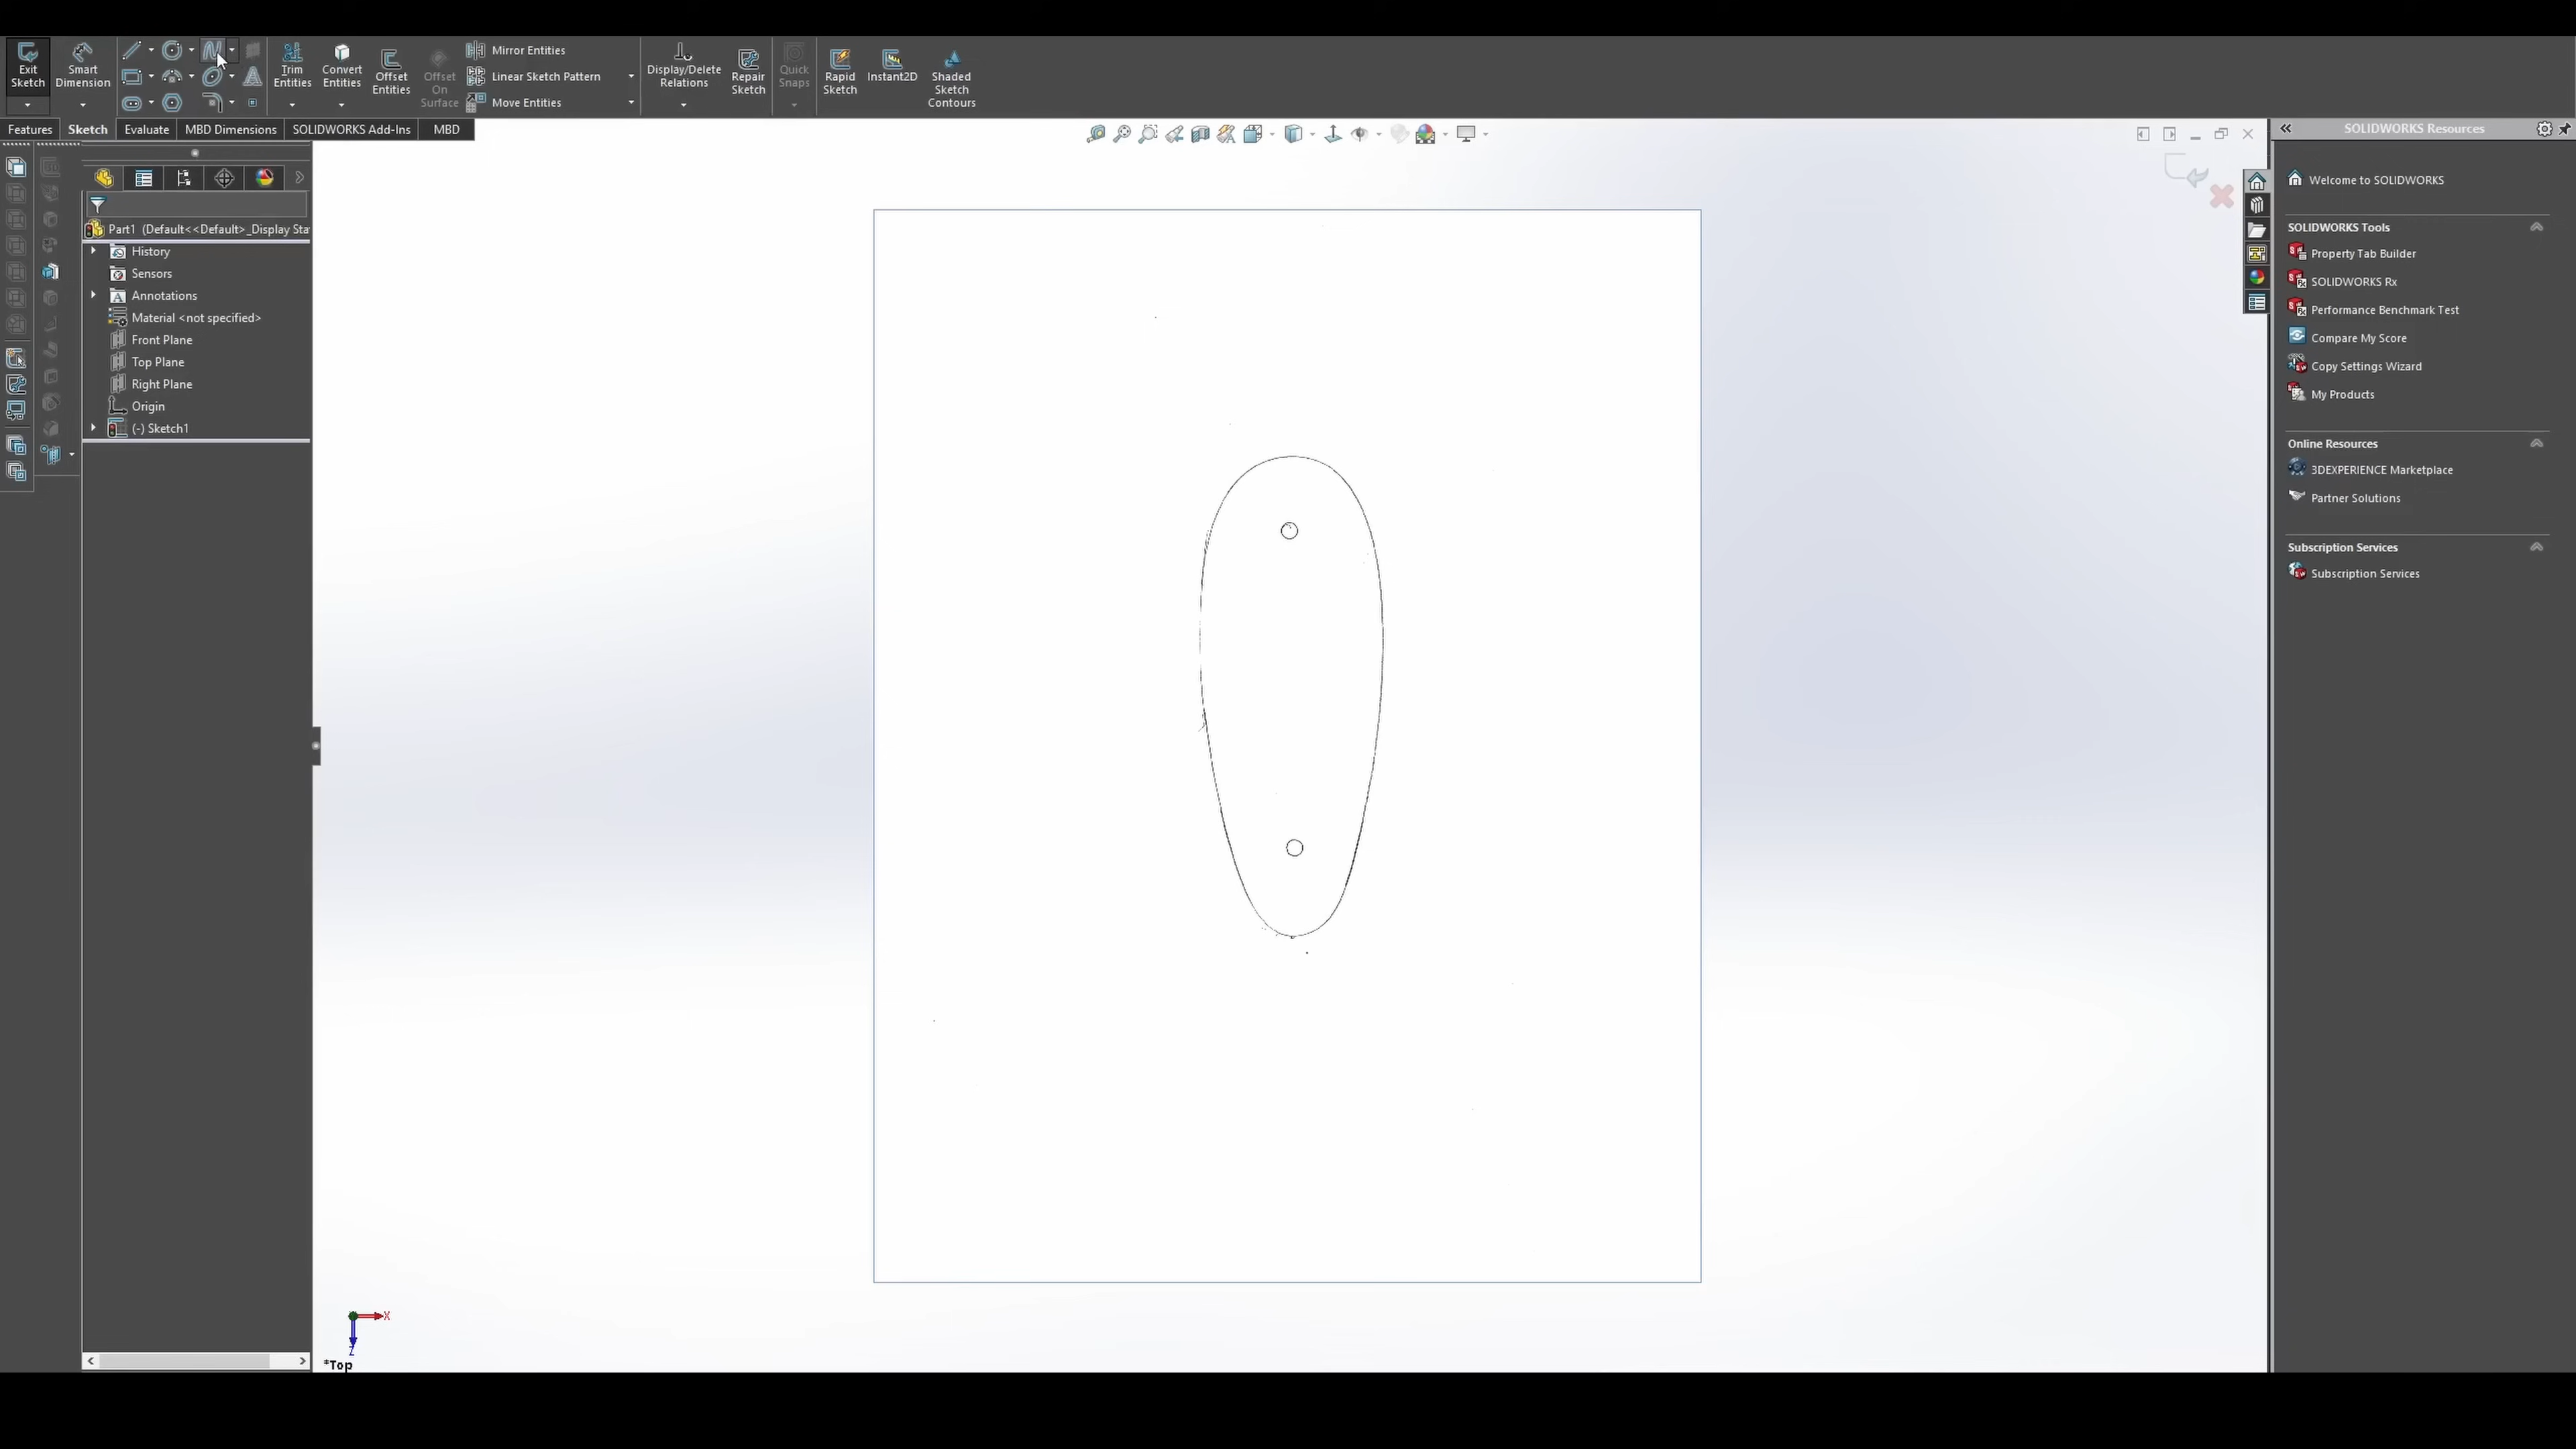 Exit Sketch
Smart Dimension
Trim Entities
Convert Entities
Offset Entities
Offset On Surface
Mirror Entities
Linear Sketch Pattern
Move Entities
Display/Delete Relations
Repair Sketch
Quick Snaps
Rapid Sketch
Instant2D
Shaded Sketch Contours
Features
Sketch
Evaluate
MBD Dimensions
SOLIDWORKS Add-Ins
MBD
Part1 (Default<<Default>_Display Sta
History
Sensors
Annotations
Material <not specified>
Front Plane
Top Plane
Right Plane
Origin
(-) Sketch1
X
Z
*Top
SOLIDWORKS Resources
Welcome to SOLIDWORKS
SOLIDWORKS Tools
Property Tab Builder
SOLIDWORKS Rx
Performance Benchmark Test
Compare My Score
Copy Settings Wizard
My Products
Online Resources
3DEXPERIENCE Marketplace
Partner Solutions
Subscription Services
Subscription Services